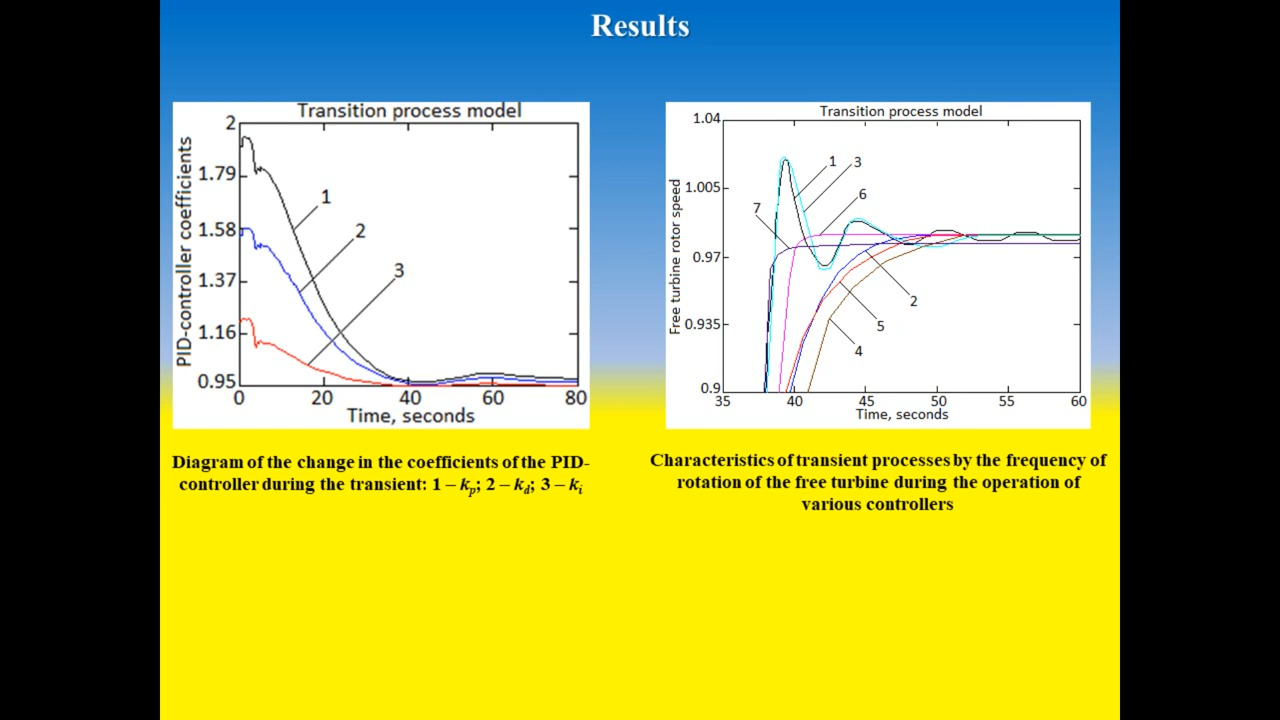 Results
Transition process model
PID-controller coefficients
2
1.79
1.58
1.37
1.16
0.95
1
2
3
0
20
40
60
80
Time, seconds
Diagram of the change in the coefficients of the PID-
controller during the transient: 1 – kp; 2 – kd; 3 – ki
Transition process model
Free turbine rotor speed
1.04
1.005
0.97
0.935
0.9
1
3
6
7
2
5
4
35
40
45
50
55
60
Time, seconds
Characteristics of transient processes by the frequency of
rotation of the free turbine during the operation of
various controllers